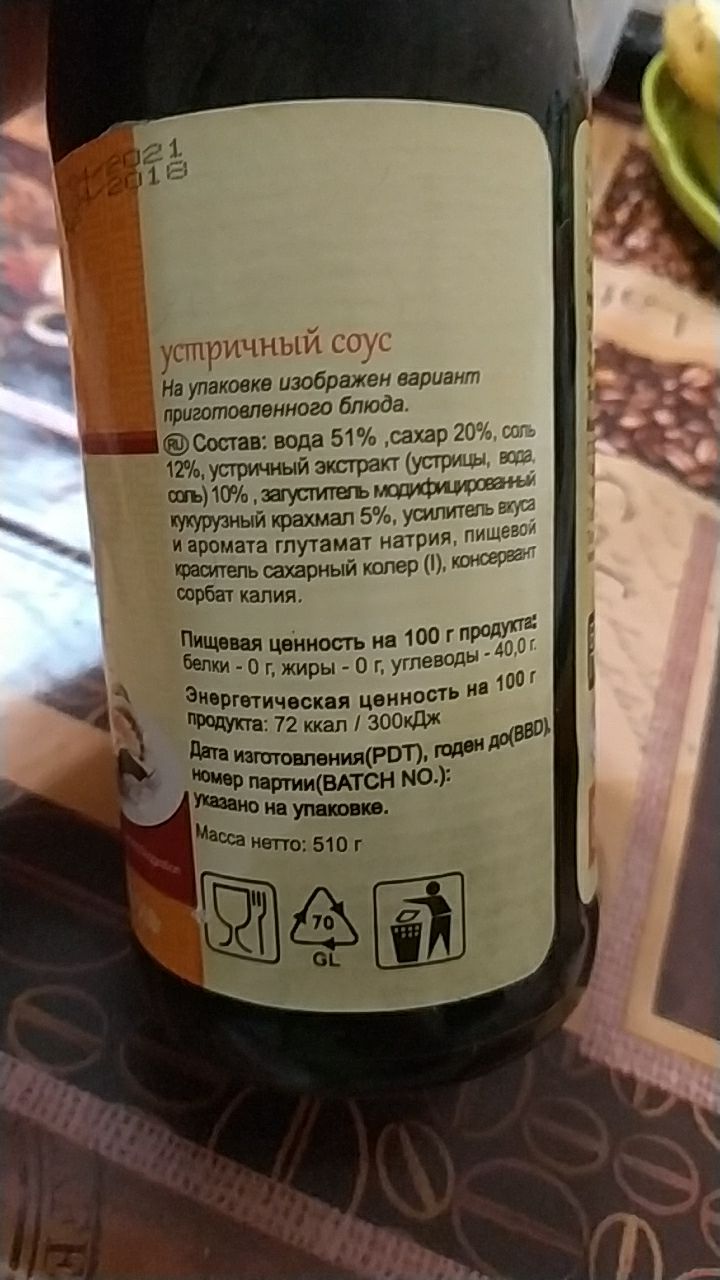 2021
2018
устричный соус
На упаковке изображен вариант
приготовленного блюда.
RU Состав: вода 51% ,сахар 20%, соль
12%, устричный экстракт (устрицы, вода,
соль) 10% , загуститель модифицированный
кукурузный крахмал 5%, усилитель вкуса
и аромата глутамат натрия, пищевой
краситель сахарный колер (I), консервант
сорбат калия.
Пищевая ценность на 100 г продукта:
белки - 0 г, жиры - 0 г, углеводы - 40,0 г.
Энергетическая ценность на 100 г
продукта: 72 ккал / 300кДж
Дата изготовления(PDT), годен до(BBD),
номер партии(BATCH NO.):
указано на упаковке.
Масса нетто: 510 г
70
GL